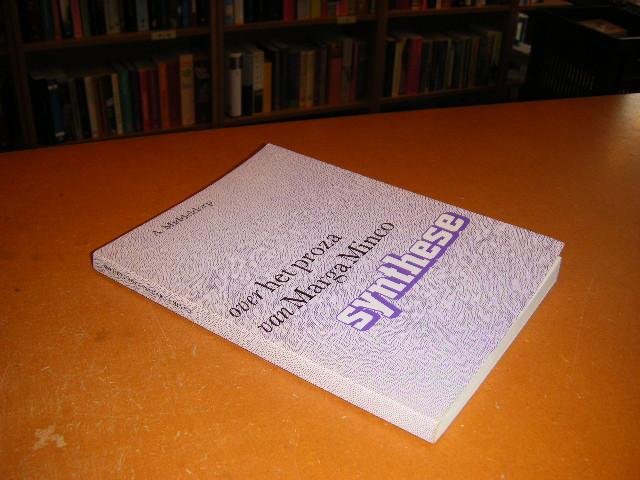 A. Middeldorp
over het proza
van Marga Minco
synthese